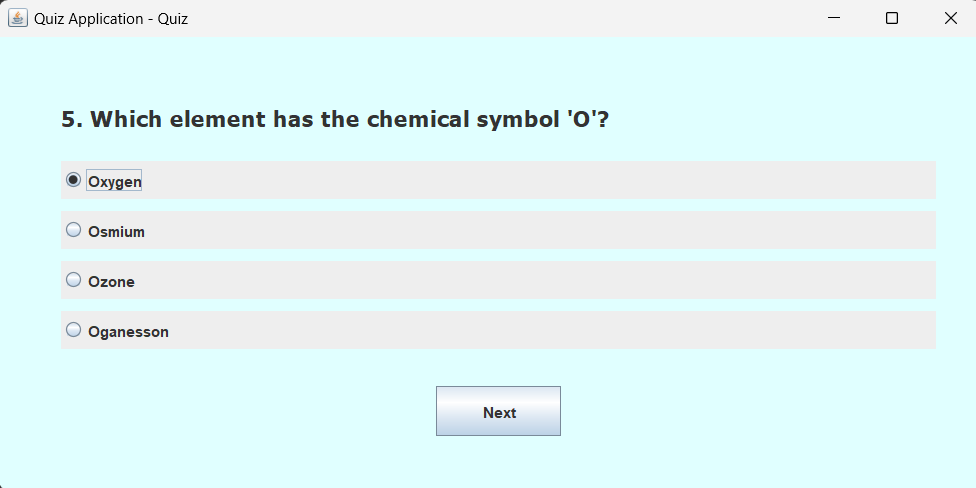 Quiz Application - Quiz
5. Which element has the chemical symbol 'O'?
Oxygen
Osmium
Ozone
Oganesson
Next